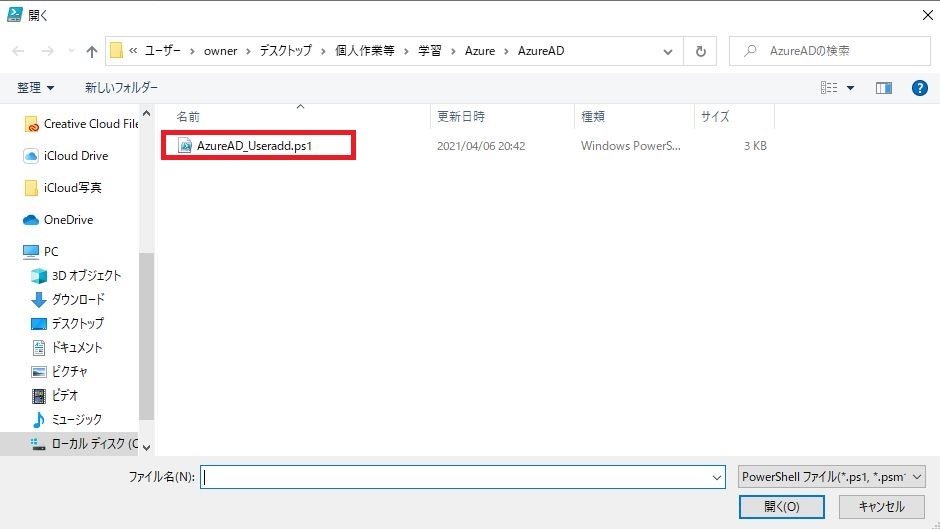 開く
« ユーザー › owner › デスクトップ › 個人作業等 › 学習 › Azure › AzureAD
AzureADの検索
整理 新しいフォルダー
名前 更新日時 種類 サイズ
AzureAD_Useradd.ps1 2021/04/06 20:42 Windows PowerS... 3 KB
Creative Cloud File
iCloud Drive
iCloud写真
OneDrive
PC
3D オブジェクト
ダウンロード
デスクトップ
ドキュメント
ピクチャ
ビデオ
ミュージック
ローカル ディスク (C
ファイル名(N):
PowerShell ファイル(*.ps1, *.psm1
開く(O) キャンセル